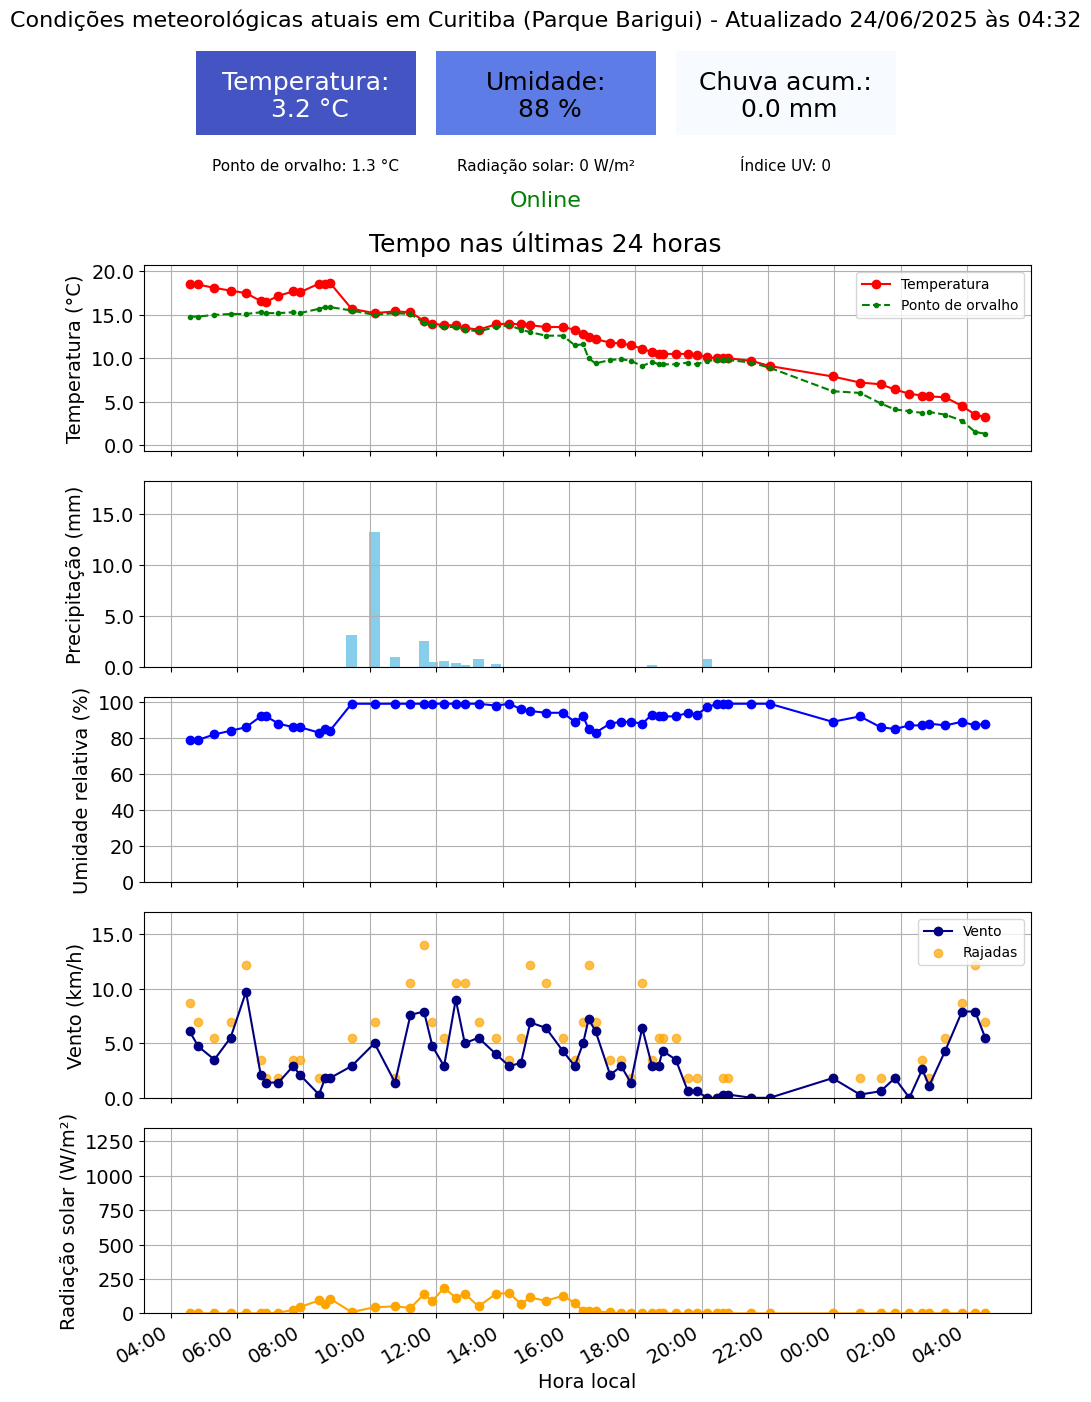 Condições meteorológicas atuais em Curitiba (Parque Barigui) - Atualizado 24/06/2025 às 04:32
Temperatura:
3.2 °C
Umidade:
88 %
Chuva acum.:
0.0 mm
Ponto de orvalho: 1.3 °C
Radiação solar: 0 W/m²
Índice UV: 0
Online
Tempo nas últimas 24 horas
Temperatura (°C)
20.0
15.0
10.0
5.0
0.0
Temperatura
Ponto de orvalho
Precipitação (mm)
15.0
10.0
5.0
0.0
Umidade relativa (%)
100
80
60
40
20
0
Vento (km/h)
15.0
10.0
5.0
0.0
Vento
Rajadas
Radiação solar (W/m²)
1250
1000
750
500
250
0
04:00
06:00
08:00
10:00
12:00
14:00
16:00
18:00
20:00
22:00
00:00
02:00
04:00
Hora local